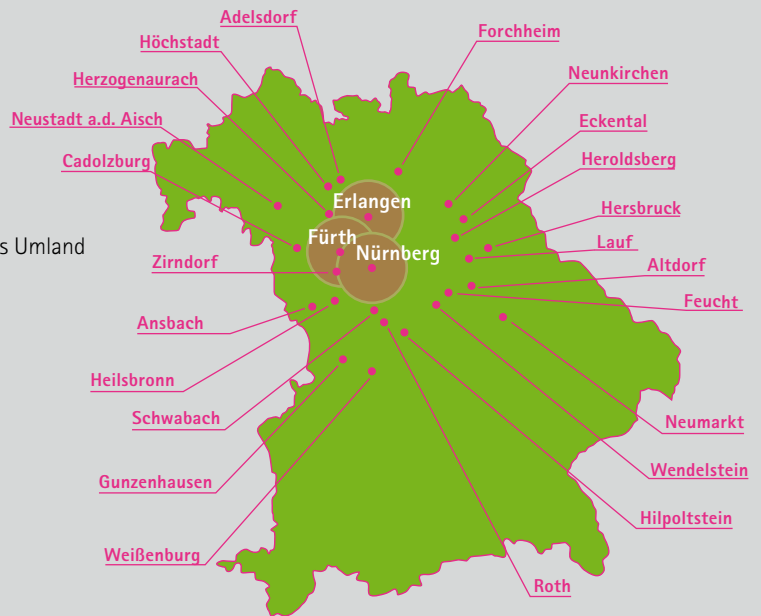 Adelsdorf
Höchstadt
Herzogenaurach
Neustadt a.d. Aisch
Cadolzburg
s Umland
Zirndorf
Ansbach
Heilsbronn
Schwabach
Gunzenhausen
Weißenburg
Erlangen
Fürth
Nürnberg
Forchheim
Neunkirchen
Eckental
Heroldsberg
Hersbruck
Lauf
Altdorf
Feucht
Neumarkt
Wendelstein
Hilpoltstein
Roth